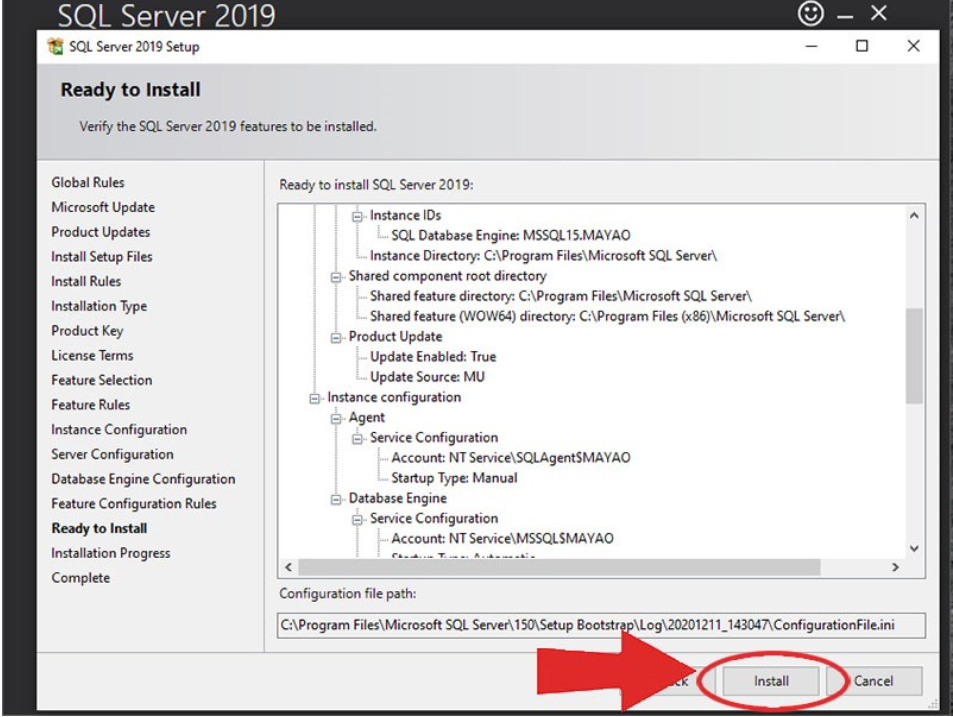 SQL Server 2019
SQL Server 2019 Setup
Ready to Install
Verify the SQL Server 2019 features to be installed.
Global Rules
Microsoft Update
Product Updates
Install Setup Files
Install Rules
Installation Type
Product Key
License Terms
Feature Selection
Feature Rules
Instance Configuration
Server Configuration
Database Engine Configuration
Feature Configuration Rules
Ready to Install
Installation Progress
Complete
Ready to install SQL Server 2019:
Instance IDs
SQL Database Engine: MSSQL15.MAYAO
Instance Directory: C:\Program Files\Microsoft SQL Server\
Shared component root directory
Shared feature directory: C:\Program Files\Microsoft SQL Server\
Shared feature (WOW64) directory: C:\Program Files (x86)\Microsoft SQL Server\
Product Update
Update Enabled: True
Update Source: MU
Instance configuration
Agent
Service Configuration
Account: NT Service\SQLAgent$MAYAO
Startup Type: Manual
Database Engine
Service Configuration
Account: NT Service\MSSQL$MAYAO
Startup Type: Automatic
Configuration file path:
C:\Program Files\Microsoft SQL Server\150\Setup Bootstrap\Log\20201211_143047\ConfigurationFile.ini
Install
Cancel